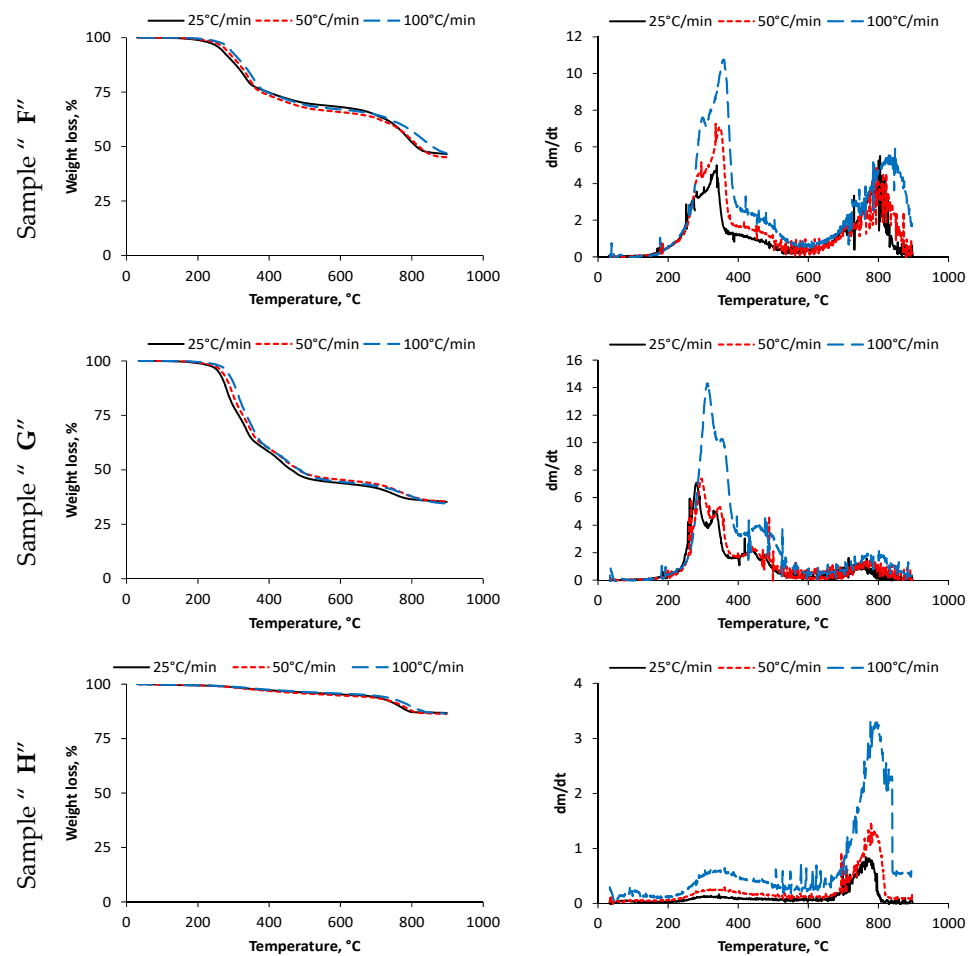 25°C/min 50°C/min 100°C/min
100
75
50
25
0
0 200 400 600 800 1000
Weight loss, %
Temperature, °C
Sample “ F”
25°C/min 50°C/min 100°C/min
12
10
8
6
4
2
0
0 200 400 600 800 1000
dm/dt
Temperature, °C
25°C/min 50°C/min 100°C/min
100
75
50
25
0
0 200 400 600 800 1000
Weight loss, %
Temperature, °C
Sample “ G”
25°C/min 50°C/min 100°C/min
16
14
12
10
8
6
4
2
0
0 200 400 600 800 1000
dm/dt
Temperature, °C
25°C/min 50°C/min 100°C/min
100
75
50
25
0
0 200 400 600 800 1000
Weight loss, %
Temperature, °C
Sample “ H”
25°C/min 50°C/min 100°C/min
4
3
2
1
0
0 200 400 600 800 1000
dm/dt
Temperature, °C